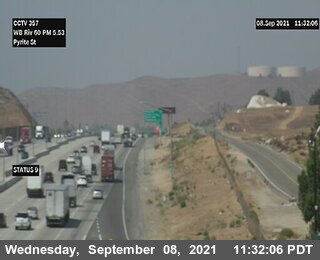 CCTV 357
08.Sep 2021 11:32:06
WB Riv 60 PM 5.53
Pyrite St
STATUS 9
Wednesday, September 08, 2021 11:32:06 PDT